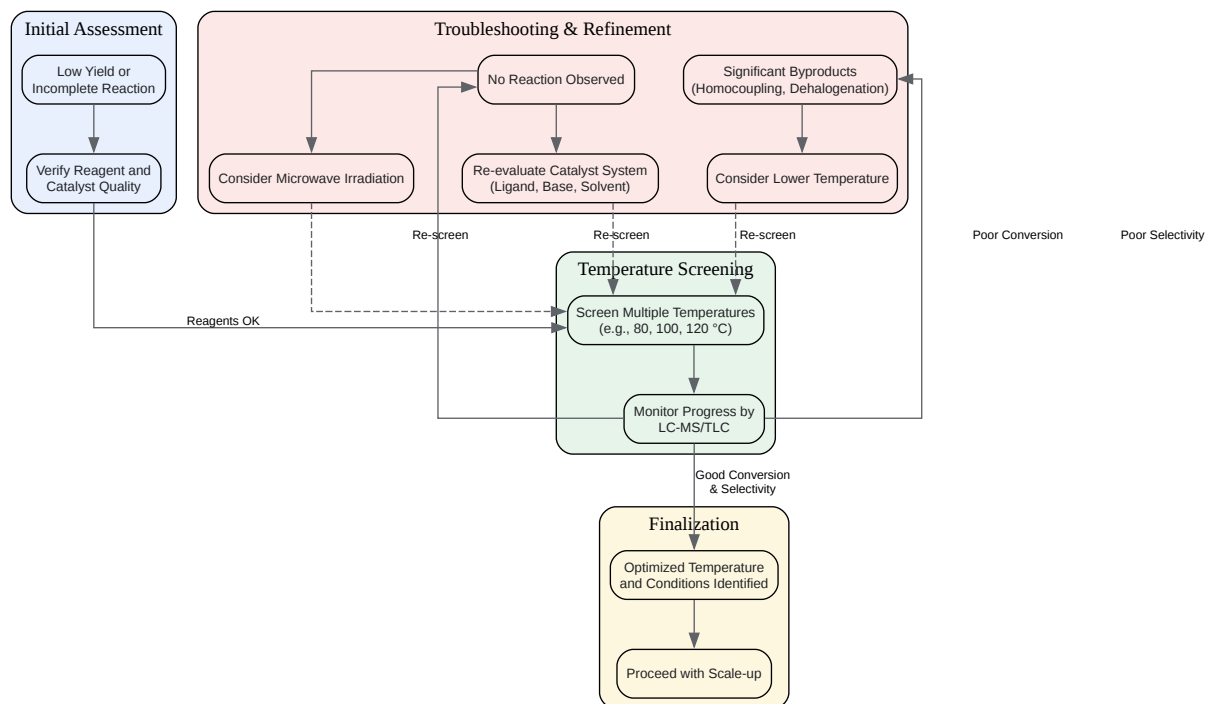 Initial Assessment
Low Yield or
Incomplete Reaction
Verify Reagent and
Catalyst Quality
Troubleshooting & Refinement
No Reaction Observed
Significant Byproducts
(Homocoupling, Dehalogenation)
Consider Microwave Irradiation
Re-evaluate Catalyst System
(Ligand, Base, Solvent)
Consider Lower Temperature
Re-screen
Re-screen
Re-screen
Poor Conversion
Poor Selectivity
Temperature Screening
Screen Multiple Temperatures
(e.g., 80, 100, 120 °C)
Reagents OK
Monitor Progress by
LC-MS/TLC
Good Conversion
& Selectivity
Finalization
Optimized Temperature
and Conditions Identified
Proceed with Scale-up